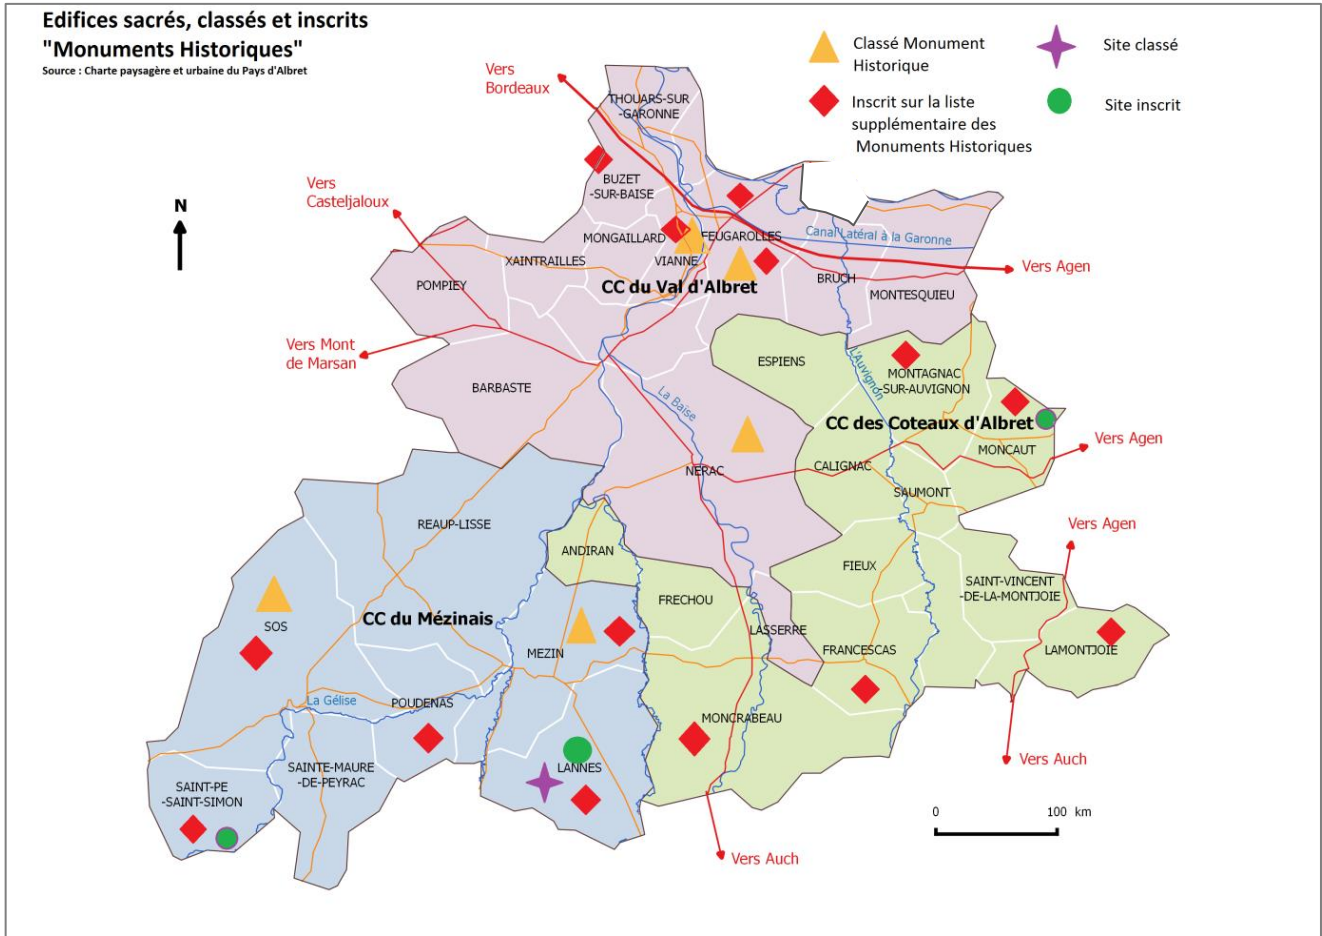 Edifices sacrés, classés et inscrits
"Monuments Historiques"
Source : Charte paysagère et urbaine du Pays d'Albret
Classé Monument
Historique
Site classé
Inscrit sur la liste
supplémentaire des
Monuments Historiques
Site inscrit
N
Vers
Bordeaux
THOUARS-SUR
-GARONNE
Vers
Casteljaloux
BUZET
-SUR-BAISE
MONGAILLARD
FEUGAROLLES
Canal Latéral à la Garonne
XAINTRAILLES
VIANNE
Vers Agen
POMPIEY
CC du Val d'Albret
BRUCH
MONTESQUIEU
Vers Mont
de Marsan
ESPIENS
L'Auvignon
MONTAGNAC
-SUR-AUVIGNON
BARBASTE
La Baise
CC des Coteaux d'Albret
Vers Agen
MONCAUT
CALIGNAC
NERAC
SAUMONT
REAUP-LISSE
Vers Agen
ANDIRAN
FIEUX
SAINT-VINCENT
-DE-LA-MONTJOIE
FRECHOU
CC du Mézinais
SOS
LASSERRE
MEZIN
FRANCESCAS
LAMONTJOIE
La Gélise
POUDENAS
MONCRABEAU
Vers Auch
SAINTE-MAURE
-DE-PEYRAC
LANNES
SAINT-PE
-SAINT-SIMON
0 100 km
Vers Auch